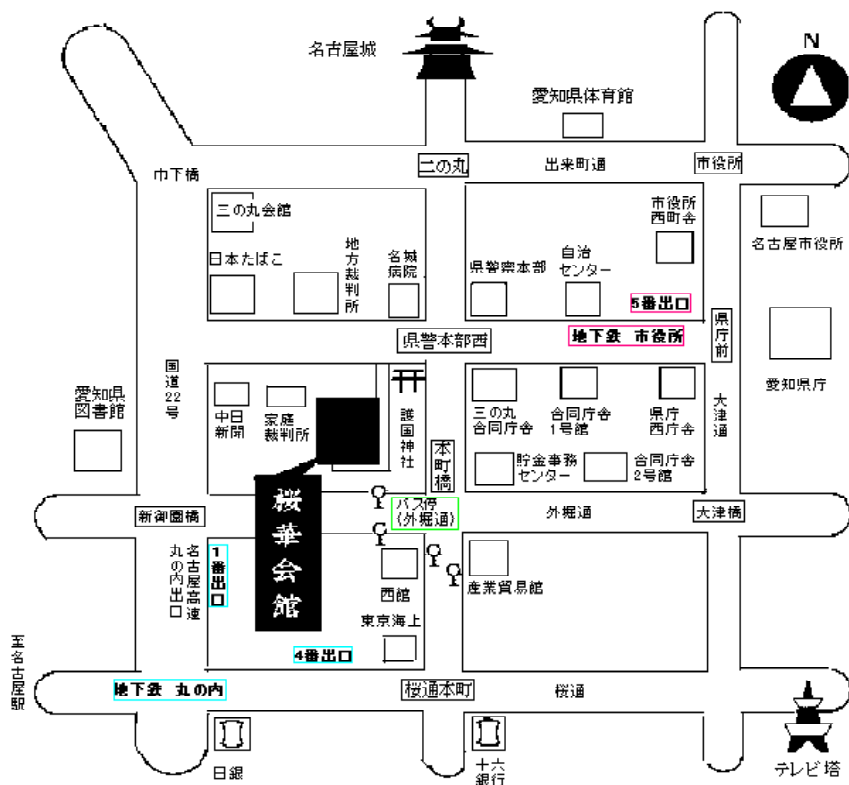 名古屋城
N
愛知県体育館
巾下橋
二の丸
出来町通
市役所
三の丸会館
市役所
西町舎
名古屋市役所
日本たばこ
地方裁判所
名城
病院
県警察本部
自治
センター
5番出口
県警本部西
地下鉄 市役所
県庁前
愛知県庁
国道22号
愛知県
図書館
中日
新聞
家庭
裁判所
護国神社
三の丸
合同庁舎
合同庁舎
1号館
県庁
西庁舎
大津通
本町橋
貯金事務
センター
合同庁舎
2号館
桜華会館
新御園橋
バス停
(外堀通)
外堀通
大津橋
名古屋高速
丸の内出口
1番出口
西館
産業貿易館
東京海上
4番出口
至名古屋駅
地下鉄 丸の内
桜通本町
桜通
日銀
十六
銀行
テレビ塔